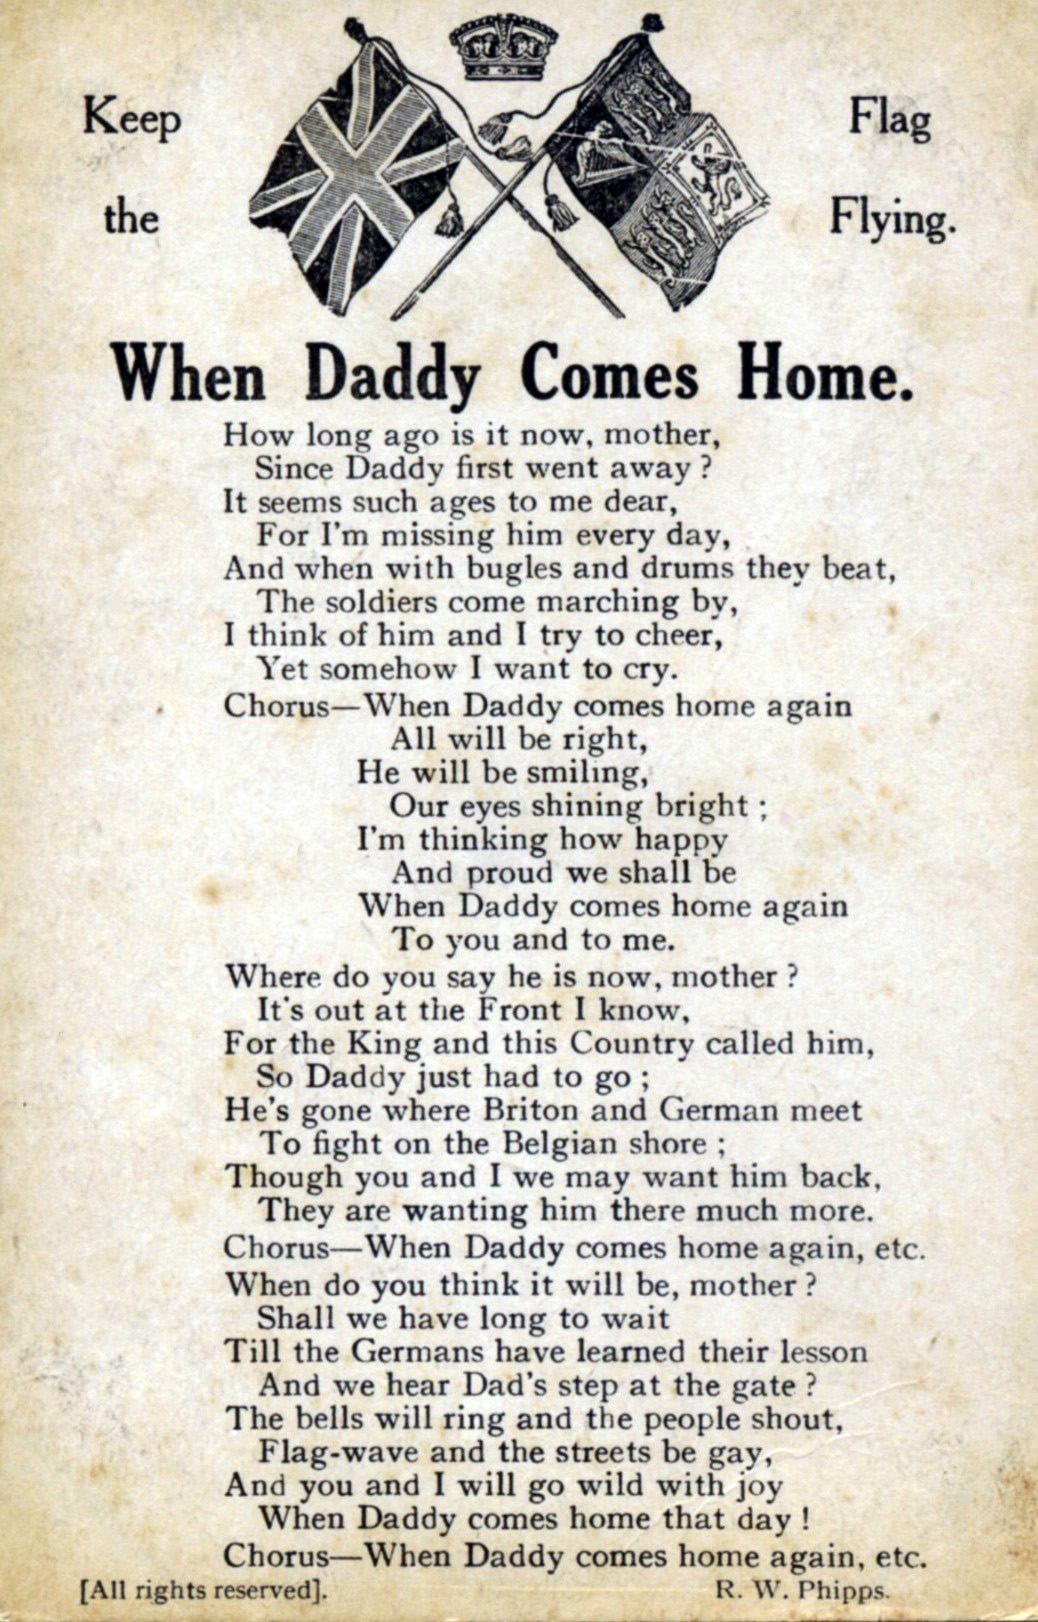 Keep
the
Flag
Flying.
When Daddy Comes Home.
How long ago is it now, mother,
Since Daddy first went away ?
It seems such ages to me dear,
For I'm missing him every day,
And when with bugles and drums they beat,
The soldiers come marching by,
I think of him and I try to cheer,
Yet somehow I want to cry.
Chorus—When Daddy comes home again
All will be right,
He will be smiling,
Our eyes shining bright ;
I'm thinking how happy
And proud we shall be
When Daddy comes home again
To you and to me.
Where do you say he is now, mother ?
It's out at the Front I know,
For the King and this Country called him,
So Daddy just had to go ;
He's gone where Briton and German meet
To fight on the Belgian shore ;
Though you and I we may want him back,
They are wanting him there much more.
Chorus—When Daddy comes home again, etc.
When do you think it will be, mother ?
Shall we have long to wait
Till the Germans have learned their lesson
And we hear Dad's step at the gate ?
The bells will ring and the people shout,
Flag-wave and the streets be gay,
And you and I will go wild with joy
When Daddy comes home that day !
Chorus—When Daddy comes home again, etc.
[All rights reserved]. R. W. Phipps.